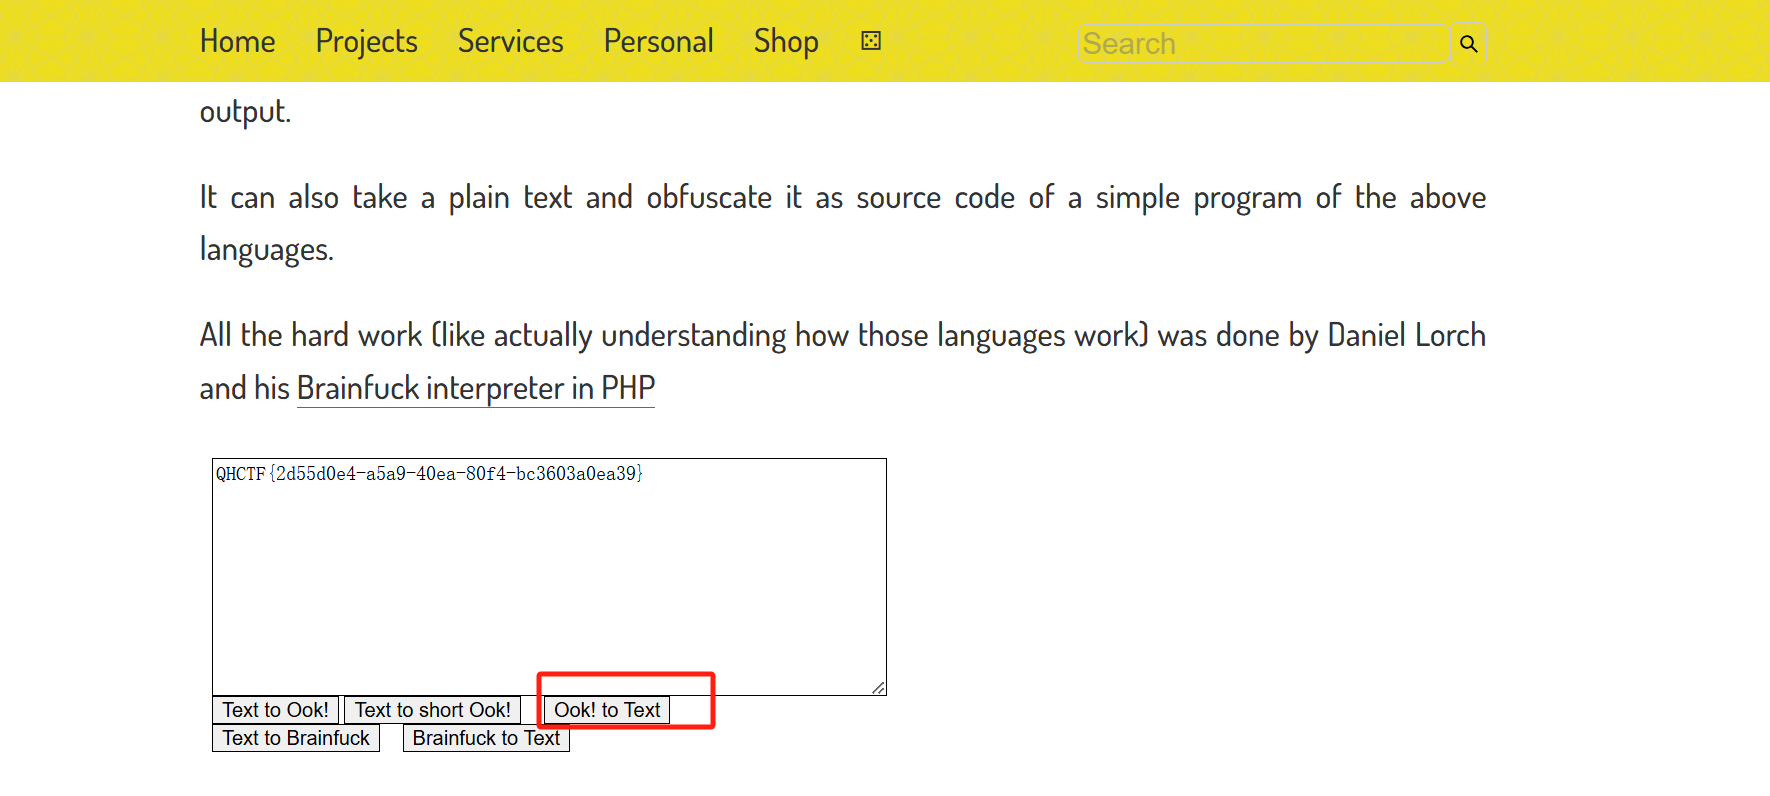 Home Projects Services Personal Shop Search
output.
It can also take a plain text and obfuscate it as source code of a simple program of the above
languages.
All the hard work (like actually understanding how those languages work) was done by Daniel Lorch
and his Brainfuck interpreter in PHP
QHCTF{2d55d0e4-a5a9-40ea-80f4-bc3603a0ea39}
Text to Ook! Text to short Ook! Ook! to Text
Text to Brainfuck Brainfuck to Text